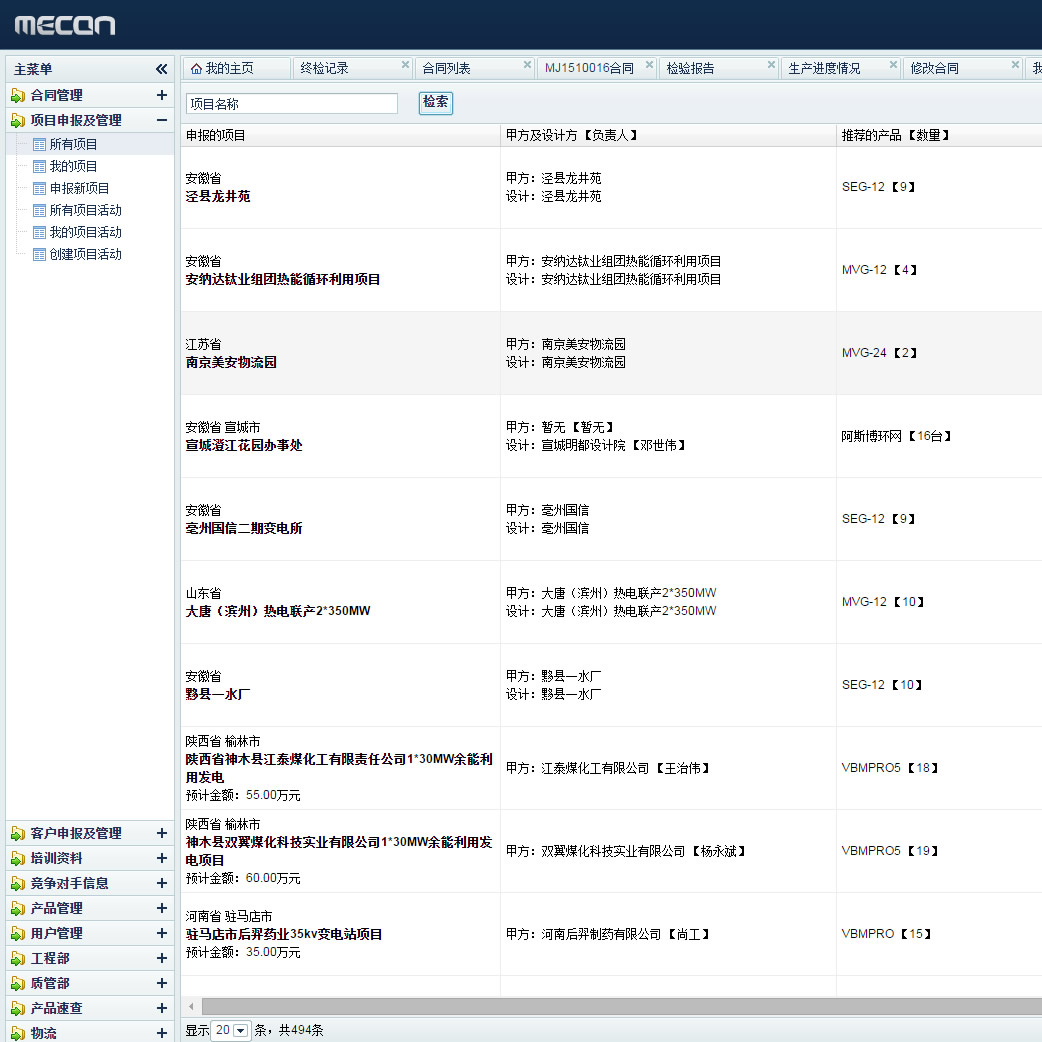 MECON
主菜单
合同管理
项目申报及管理
所有项目
我的项目
申报新项目
所有项目活动
我的项目活动
创建项目活动
客户申报及管理
培训资料
竞争对手信息
产品管理
用户管理
工程部
质管部
产品速查
物流
我的主页 终检记录 合同列表 MJ1510016合同 检验报告 生产进度情况 修改合同 我
项目名称 检索
申报的项目 甲方及设计方【负责人】 推荐的产品【数量】
安徽省
泾县龙井苑
甲方：泾县龙井苑
设计：泾县龙井苑
SEG-12【9】
安徽省
安纳达钛业组团热能循环利用项目
甲方：安纳达钛业组团热能循环利用项目
设计：安纳达钛业组团热能循环利用项目
MVG-12【4】
江苏省
南京美安物流园
甲方：南京美安物流园
设计：南京美安物流园
MVG-24【2】
安徽省 宣城市
宣城澄江花园办事处
甲方：暂无【暂无】
设计：宣城明都设计院【邓世伟】
阿斯博环网【16台】
安徽省
亳州国信二期变电所
甲方：亳州国信
设计：亳州国信
SEG-12【9】
山东省
大唐（滨州）热电联产2*350MW
甲方：大唐（滨州）热电联产2*350MW
设计：大唐（滨州）热电联产2*350MW
MVG-12【10】
安徽省
黟县一水厂
甲方：黟县一水厂
设计：黟县一水厂
SEG-12【10】
陕西省 榆林市
陕西省神木县江泰煤化工有限责任公司1*30MW余能利
用发电
预计金额：55.00万元
甲方：江泰煤化工有限公司【王治伟】
VBMPRO5【18】
陕西省 榆林市
神木县双翼煤化科技实业有限公司1*30MW余能利用发
电项目
预计金额：60.00万元
甲方：双翼煤化科技实业有限公司【杨永斌】
VBMPRO5【19】
河南省 驻马店市
驻马店市后羿药业35kv变电站项目
预计金额：35.00万元
甲方：河南后羿制药有限公司【尚工】
VBMPRO【15】
显示 20 条，共494条